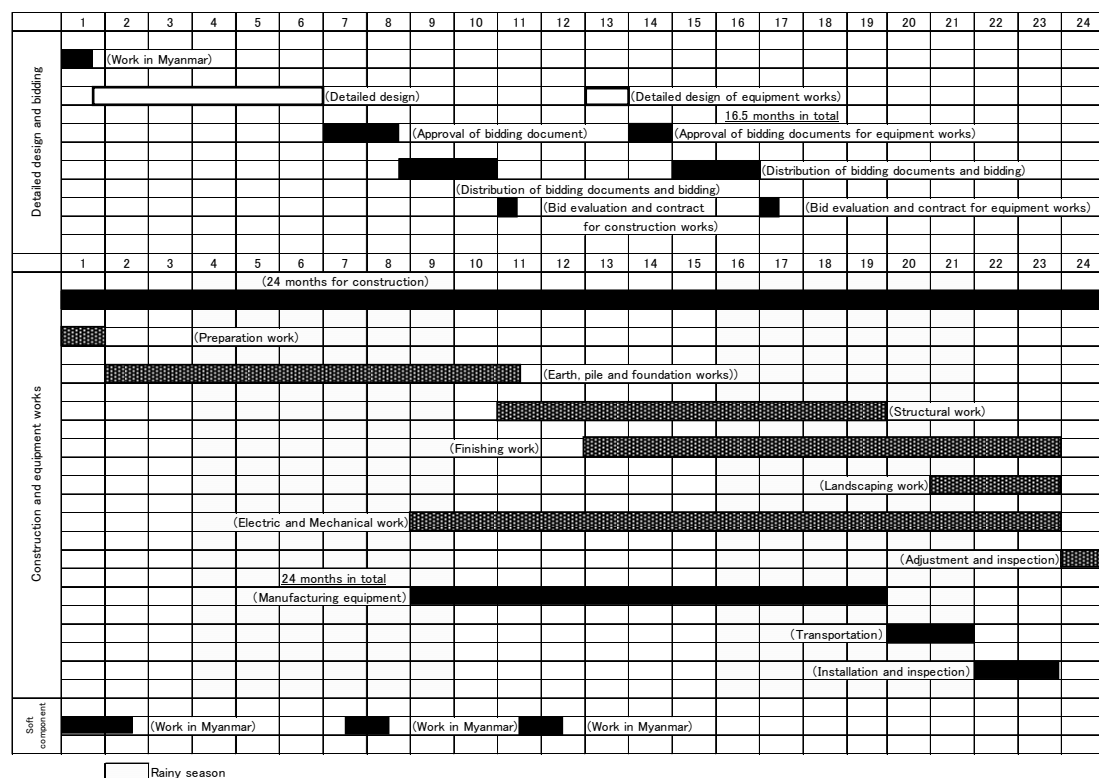 1 2 3 4 5 6 7 8 9 10 11 12 13 14 15 16 17 18 19 20 21 22 23 24
Detailed design and bidding
(Work in Myanmar)
(Detailed design) (Detailed design of equipment works)
16.5 months in total
(Approval of bidding document) (Approval of bidding documents for equipment works)
(Distribution of bidding documents and bidding)
(Distribution of bidding documents and bidding)
(Bid evaluation and contract (Bid evaluation and contract for equipment works)
for construction works)
1 2 3 4 5 6 7 8 9 10 11 12 13 14 15 16 17 18 19 20 21 22 23 24
Construction and equipment works
(24 months for construction)
(Preparation work)
(Earth, pile and foundation works))
(Structural work)
(Finishing work)
(Landscaping work)
(Electric and Mechanical work)
(Adjustment and inspection)
24 months in total
(Manufacturing equipment)
(Transportation)
(Installation and inspection)
Soft
component
(Work in Myanmar) (Work in Myanmar) (Work in Myanmar)
Rainy season